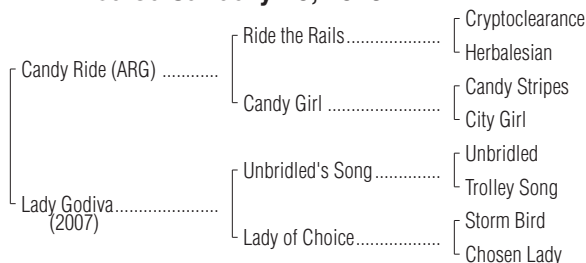 Cryptoclearance
Ride the Rails
Herbalesian
Candy Ride (ARG)
Candy Stripes
Candy Girl
City Girl
Unbridled
Unbridled's Song
Trolley Song
Lady Godiva
(2007)
Storm Bird
Lady of Choice
Chosen Lady